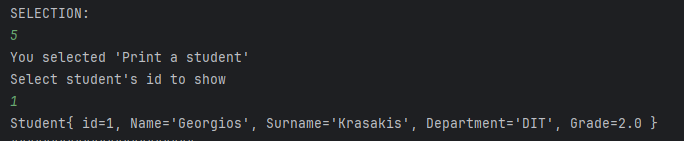 SELECTION:
5
You selected 'Print a student'
Select student's id to show
1
Student{ id=1, Name='Georgios', Surname='Krasakis', Department='DIT', Grade=2.0 }